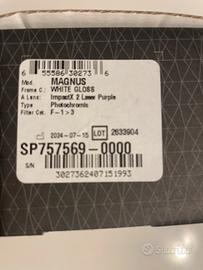 6 55586 30273 6
Mod. MAGNUS
Frame C.: WHITE GLOSS
A Lens: ImpactX 2 Laser Purple
Type Photochromic
Filter Cat. F-1>3
2024-07-15 LOT 2633904
SP757569-0000
S/N
3027362407151993